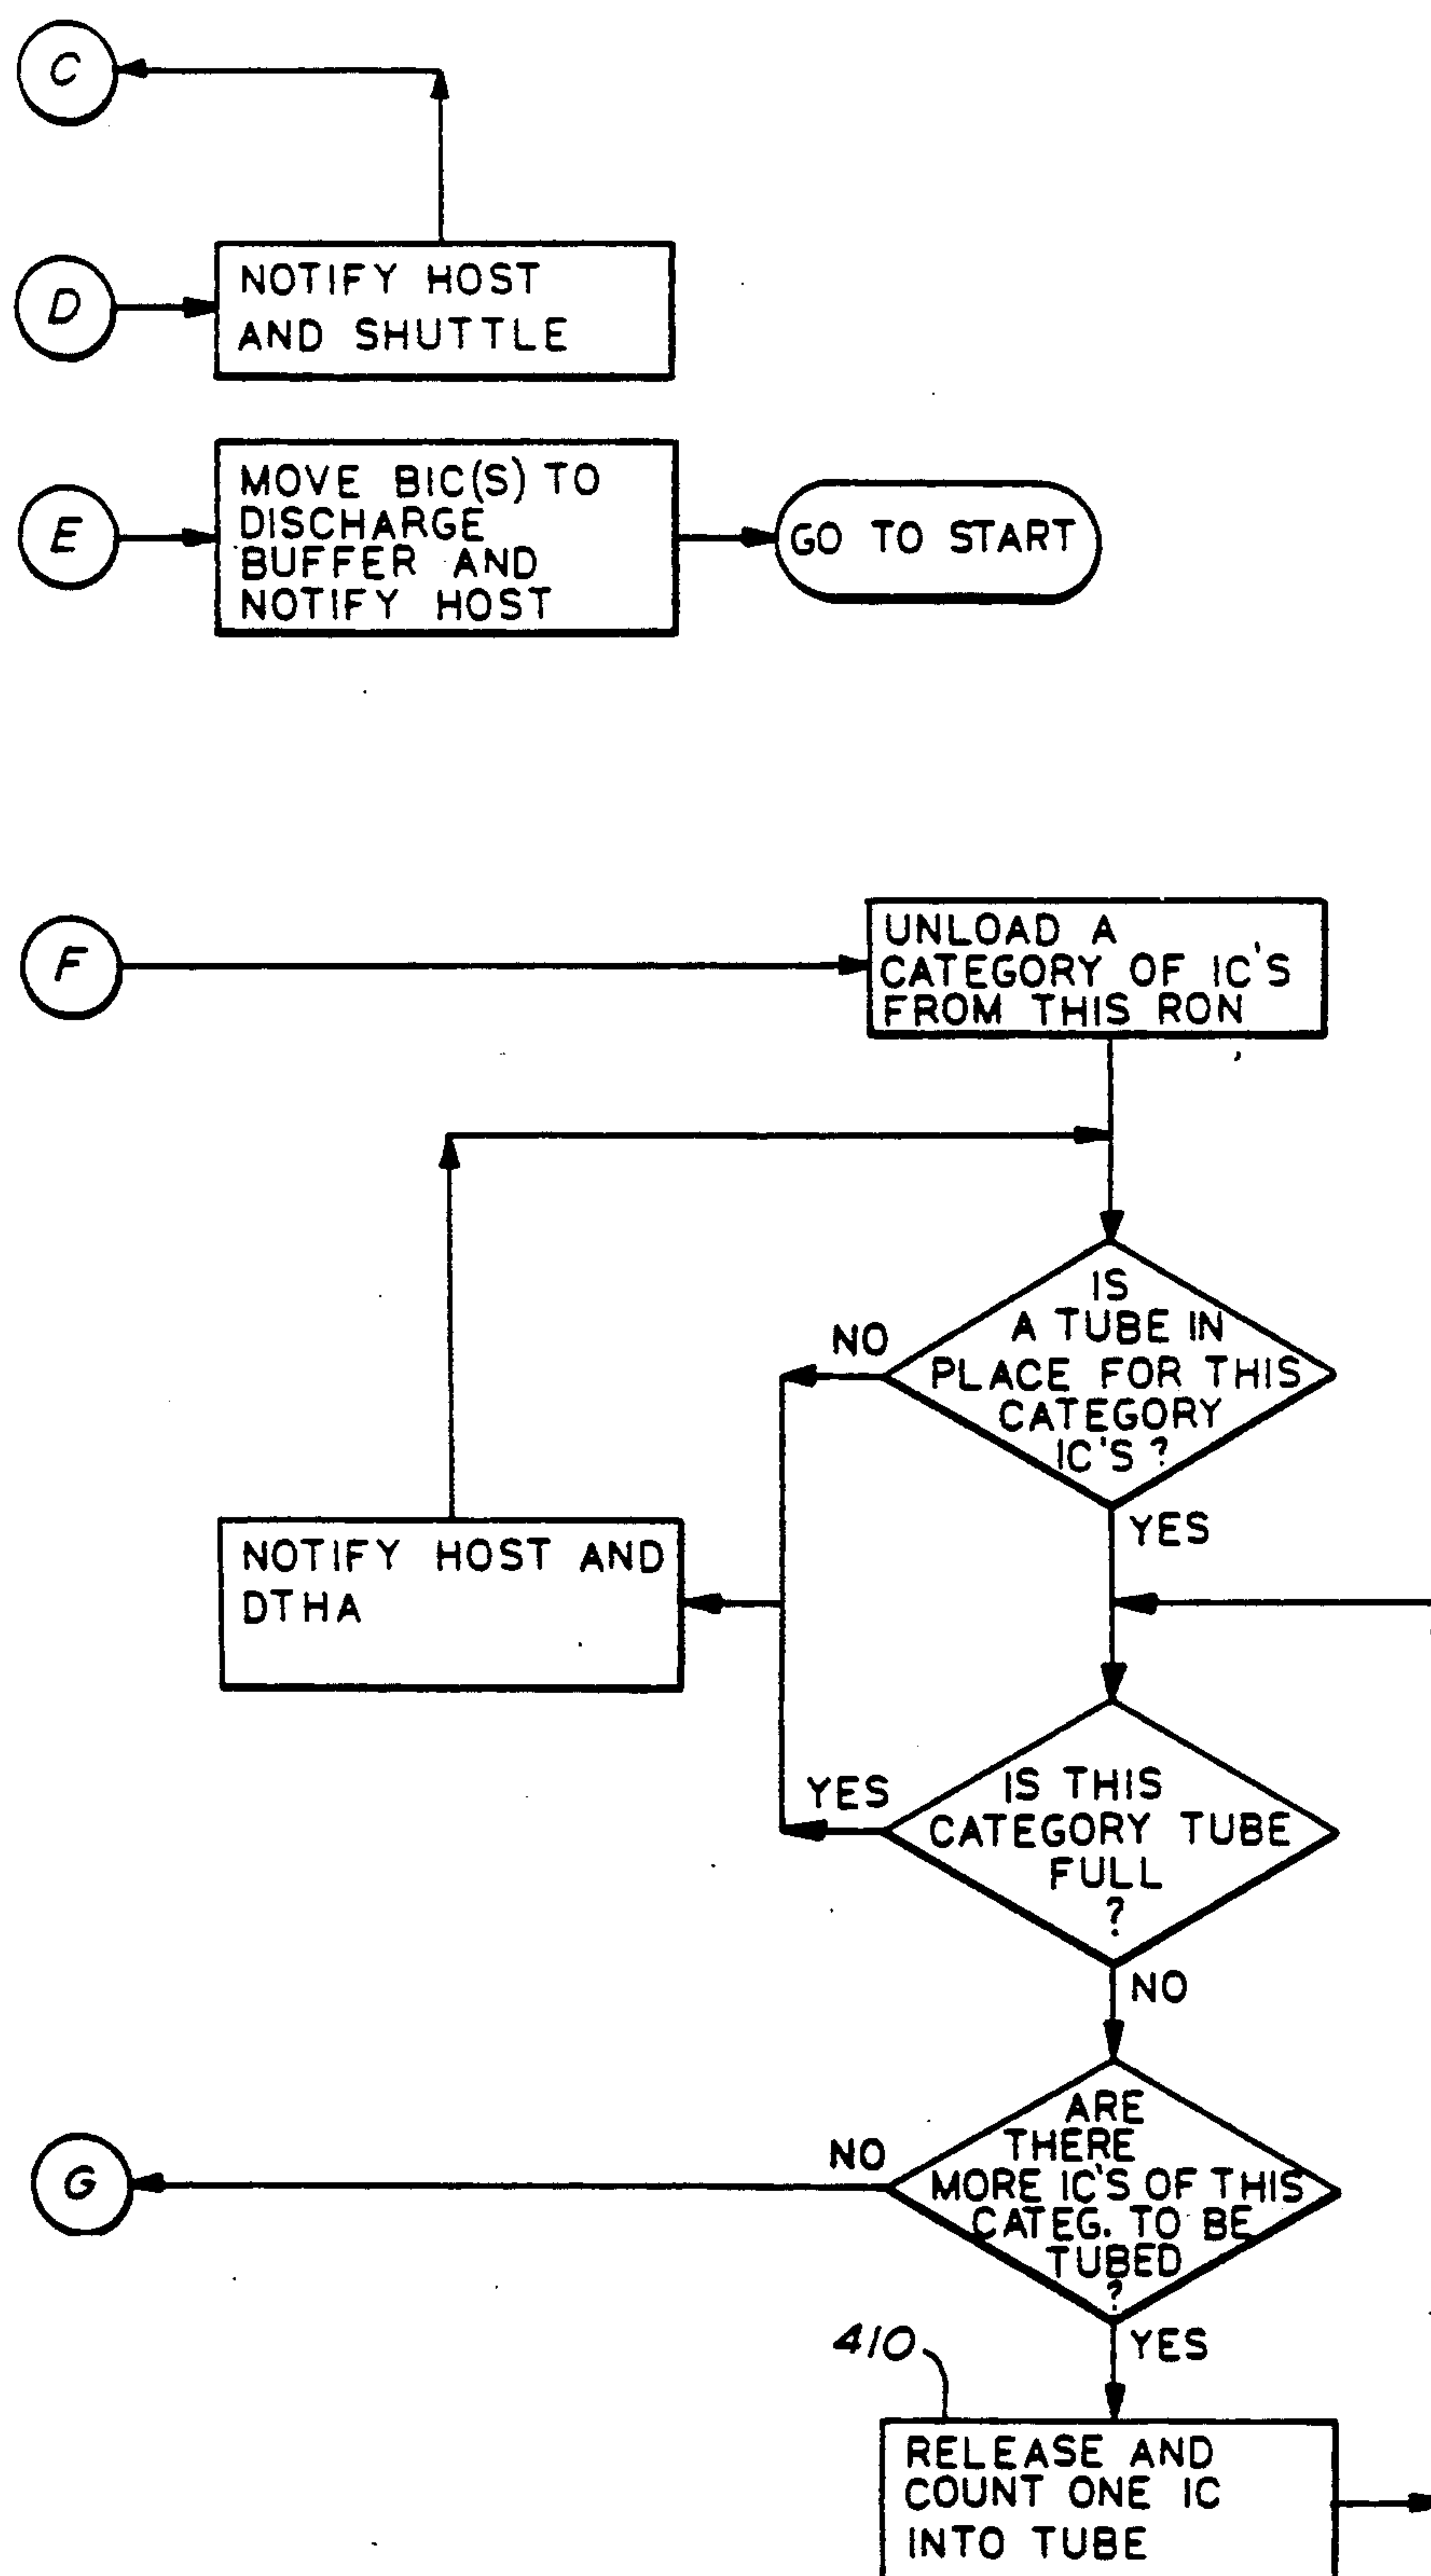 C
D
NOTIFY HOST
AND SHUTTLE
E
MOVE BIC(S) TO
DISCHARGE
BUFFER AND
NOTIFY HOST
GO TO START
F
UNLOAD A
CATEGORY OF IC'S
FROM THIS RON
IS
A TUBE IN
PLACE FOR THIS
CATEGORY
IC'S ?
NO
YES
NOTIFY HOST AND
DTHA
IS THIS
CATEGORY TUBE
FULL
?
YES
NO
ARE
THERE
MORE IC'S OF THIS
CATEG. TO BE
TUBED
?
NO
G
YES
410
RELEASE AND
COUNT ONE IC
INTO TUBE